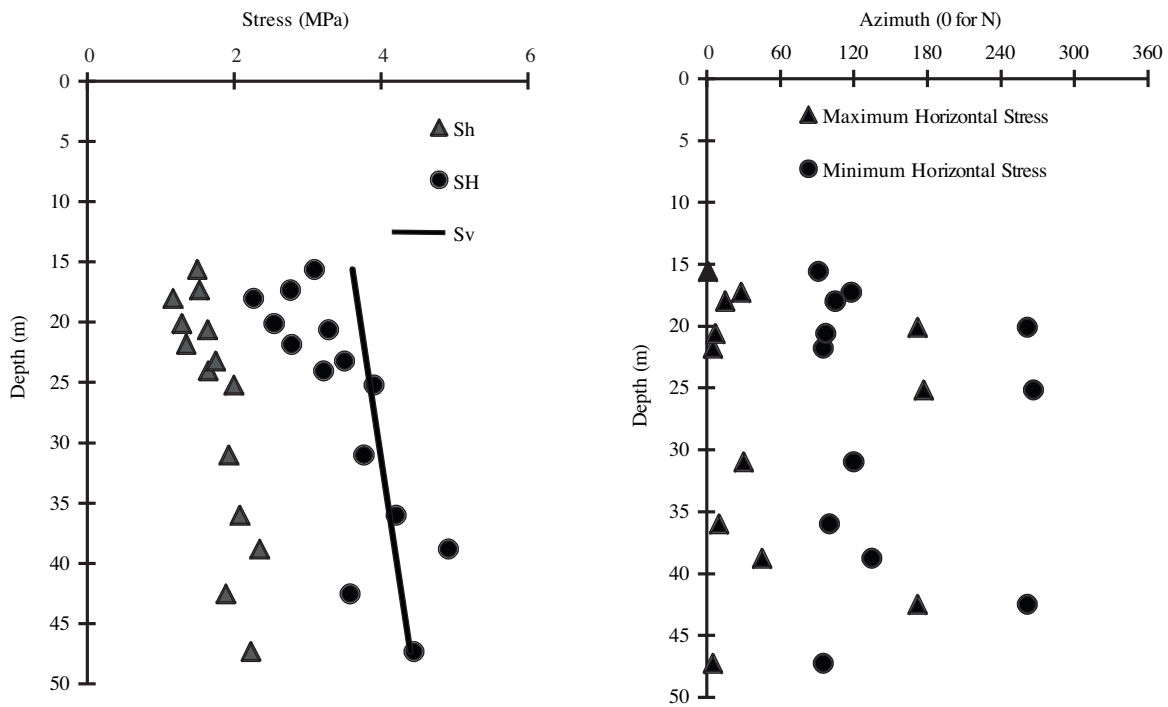 Stress (MPa)
0 2 4 6
0
5
10
15
20
25
30
35
40
45
50
Depth (m)
Sh
SH
Sv
Azimuth (0 for N)
0 60 120 180 240 300 360
0
5
10
15
20
25
30
35
40
45
50
Depth (m)
Maximum Horizontal Stress
Minimum Horizontal Stress